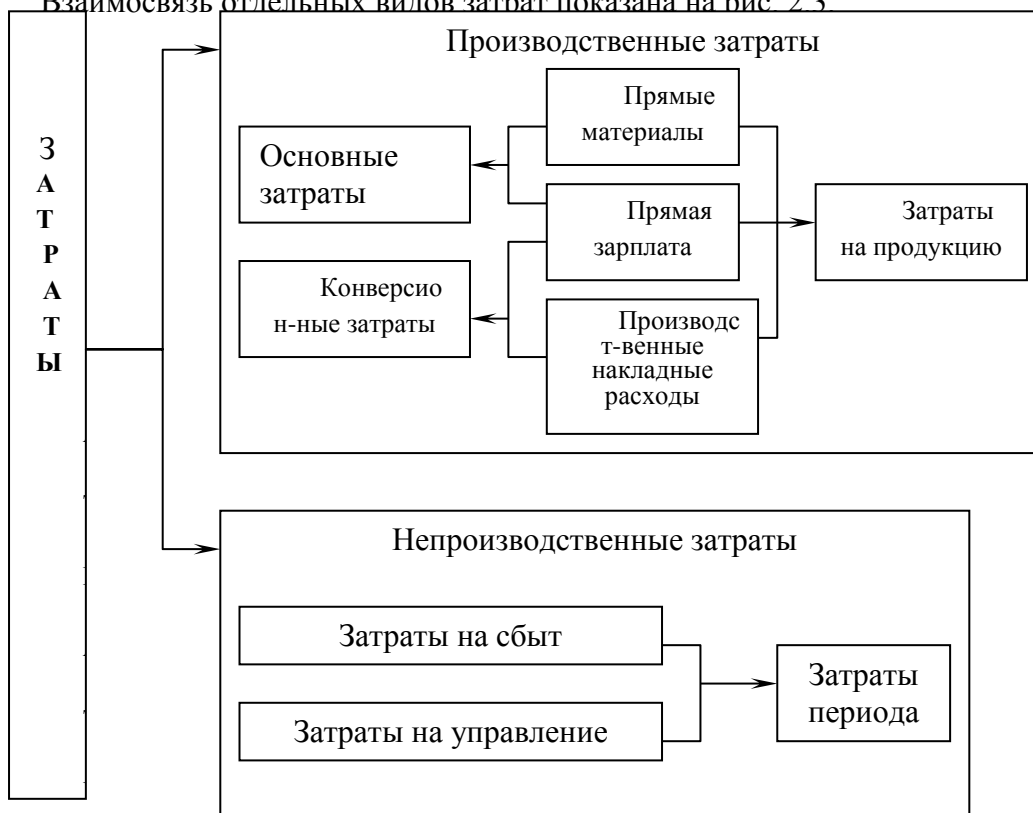 Взаимосвязь отдельных видов затрат показана на рис. 2.3.
З
А
Т
Р
А
Т
Ы
Производственные затраты
Прямые
материалы
Основные
затраты
Прямая
зарплата
Затраты
на продукцию
Конверсио
н-ные затраты
Производс
т-венные
накладные
расходы
Непроизводственные затраты
Затраты на сбыт
Затраты на управление
Затраты
периода